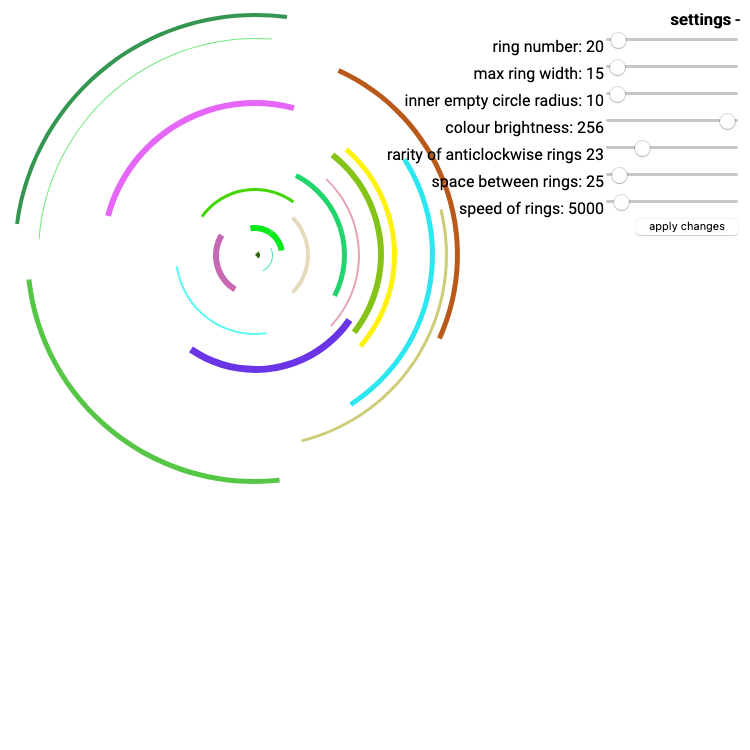 settings -
ring number: 20
max ring width: 15
inner empty circle radius: 10
colour brightness: 256
rarity of anticlockwise rings 23
space between rings: 25
speed of rings: 5000
apply changes